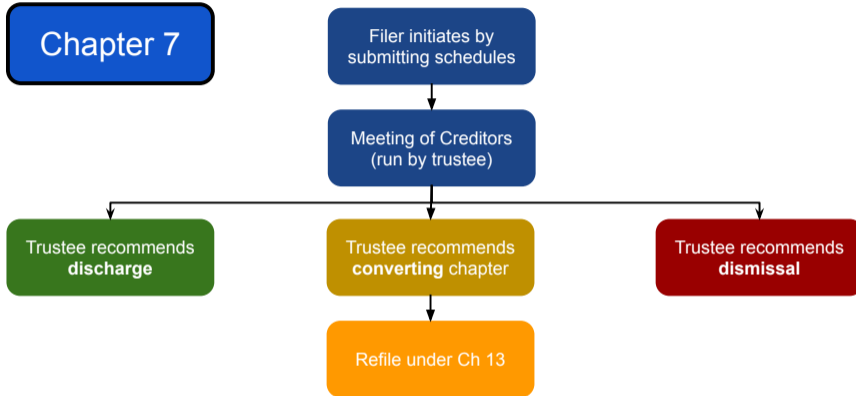 Chapter 7
Filer initiates by
submitting schedules
Meeting of Creditors
(run by trustee)
Trustee recommends
discharge
Trustee recommends
converting chapter
Trustee recommends
dismissal
Refile under Ch 13